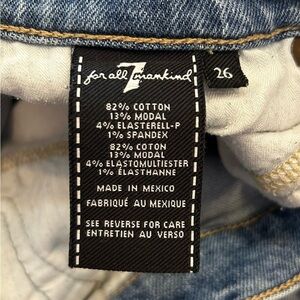 7
for all mankind
26
82% COTTON
13% MODAL
4% ELASTERELL-P
1% SPANDEX
82% COTON
13% MODAL
4% ELASTOMULTIESTER
1% ÉLASTHANNE
MADE IN MEXICO
FABRIQUÉ AU MEXIQUE
SEE REVERSE FOR CARE
ENTRETIEN AU VERSO